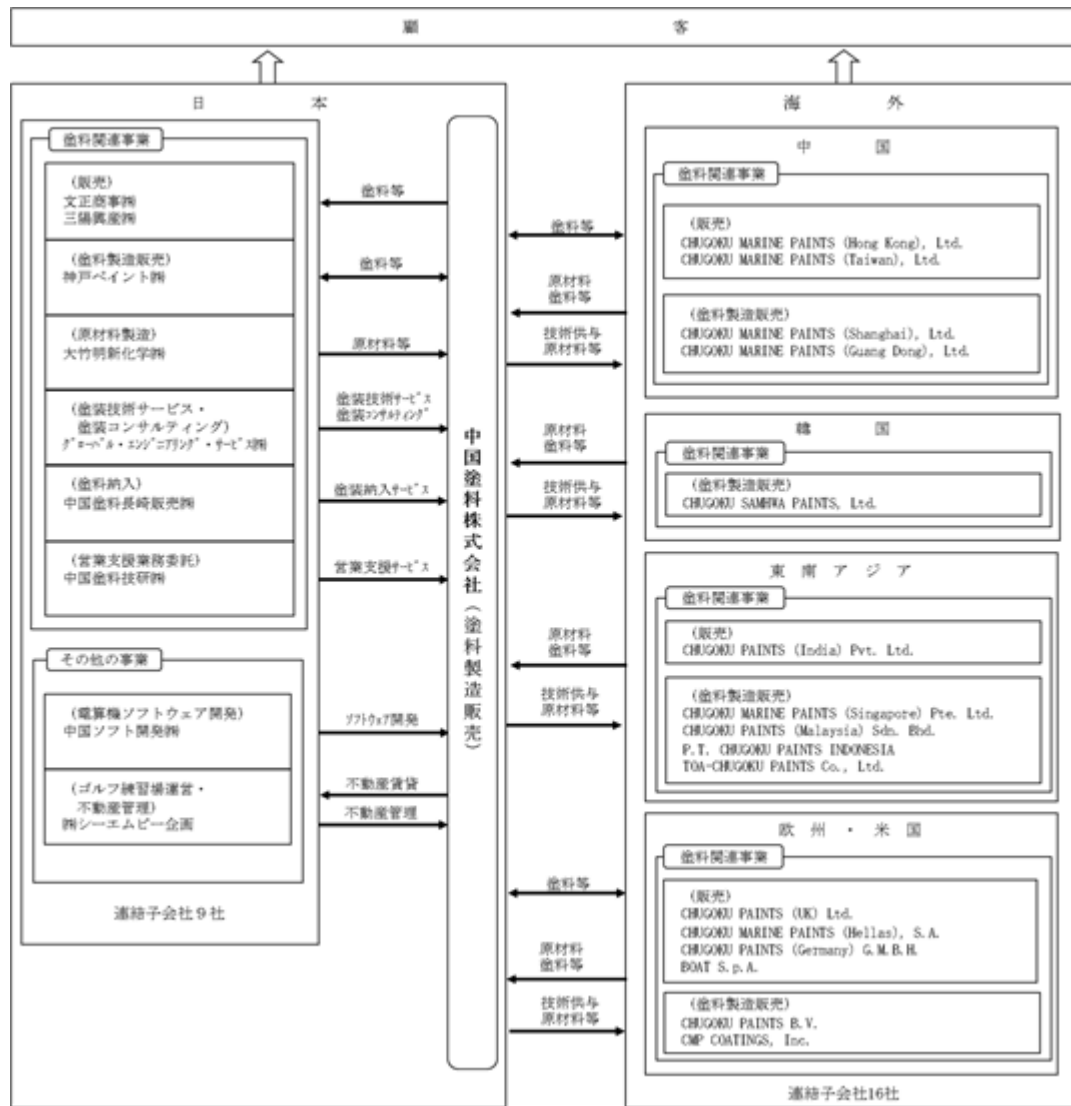 顧 客
日 本
塗料関連事業
(販売)
文正商事㈱
三陽興産㈱
(塗料製造販売)
神戸ペイント㈱
(原材料製造)
大竹明新化学㈱
(塗装技術サービス・
塗装コンサルティング)
グローバル・エンジニアリング・サービス㈱
(塗料納入)
中国塗料長崎販売㈱
(営業支援業務委託)
中国塗料技研㈱
その他の事業
(電算機ソフトウェア開発)
中国ソフト開発㈱
(ゴルフ練習場運営・
不動産管理)
㈱シーエムピー企画
連結子会社9社
塗料等
塗料等
原材料等
塗装技術サービス
塗装コンサルティング
塗装納入サービス
営業支援サービス
ソフトウェア開発
不動産賃貸
不動産管理
中国塗料株式会社(塗料製造販売)
塗料等
原材料
塗料等
技術供与
原材料等
原材料
塗料等
技術供与
原材料等
原材料
塗料等
技術供与
原材料等
塗料等
原材料
塗料等
技術供与
原材料等
海 外
中 国
塗料関連事業
(販売)
CHUGOKU MARINE PAINTS (Hong Kong), Ltd.
CHUGOKU MARINE PAINTS (Taiwan), Ltd.
(塗料製造販売)
CHUGOKU MARINE PAINTS (Shanghai), Ltd.
CHUGOKU MARINE PAINTS (Guang Dong), Ltd.
韓 国
塗料関連事業
(塗料製造販売)
CHUGOKU SAMHWA PAINTS, Ltd.
東 南 ア ジ ア
塗料関連事業
(販売)
CHUGOKU PAINTS (India) Pvt. Ltd.
(塗料製造販売)
CHUGOKU MARINE PAINTS (Singapore) Pte. Ltd.
CHUGOKU PAINTS (Malaysia) Sdn. Bhd.
P.T. CHUGOKU PAINTS INDONESIA
TOA-CHUGOKU PAINTS Co., Ltd.
欧 州 ・ 米 国
塗料関連事業
(販売)
CHUGOKU PAINTS (UK) Ltd.
CHUGOKU MARINE PAINTS (Hellas), S.A.
CHUGOKU PAINTS (Germany) G.M.B.H.
BOAT S.p.A.
(塗料製造販売)
CHUGOKU PAINTS B.V.
CMP COATINGS, Inc.
連結子会社16社